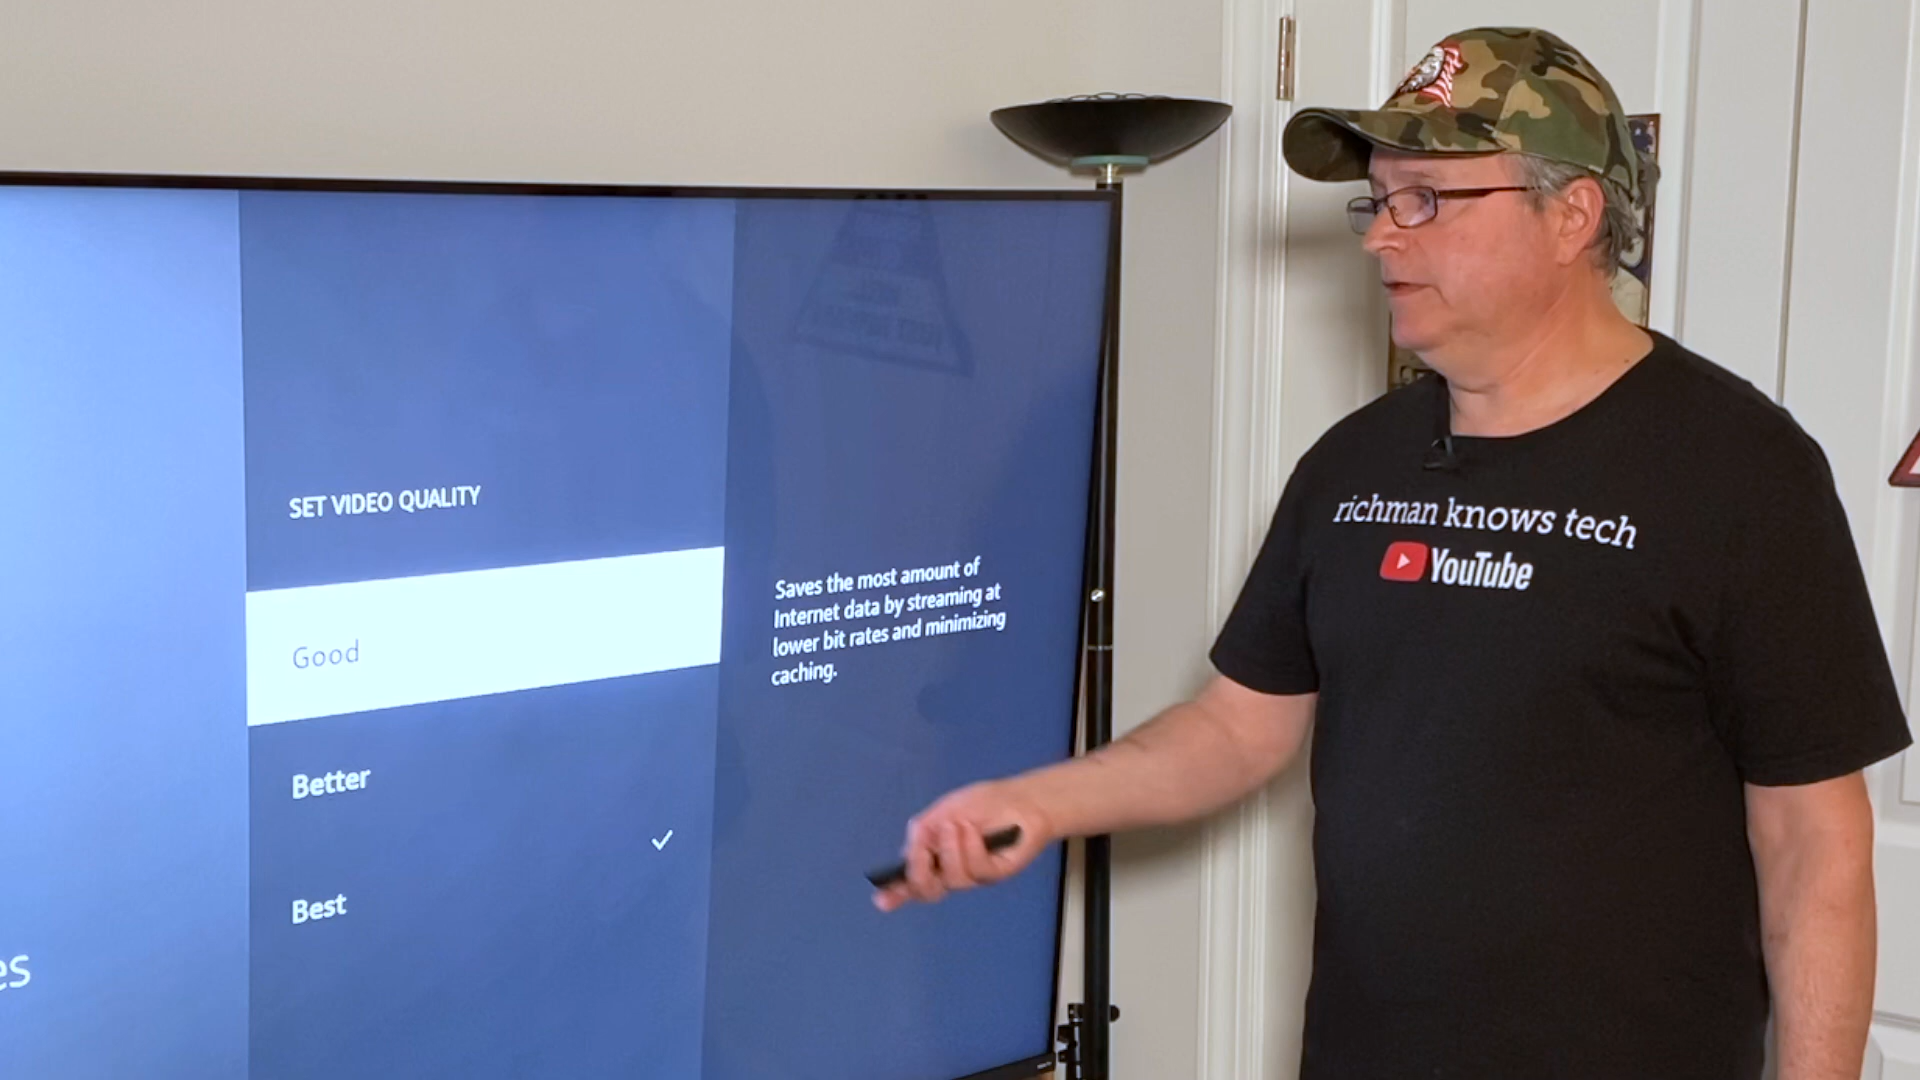 SET VIDEO QUALITY
Good
Better
Best
Saves the most amount of
Internet data by streaming at
lower bit rates and minimizing
caching.
es
richman knows tech
YouTube